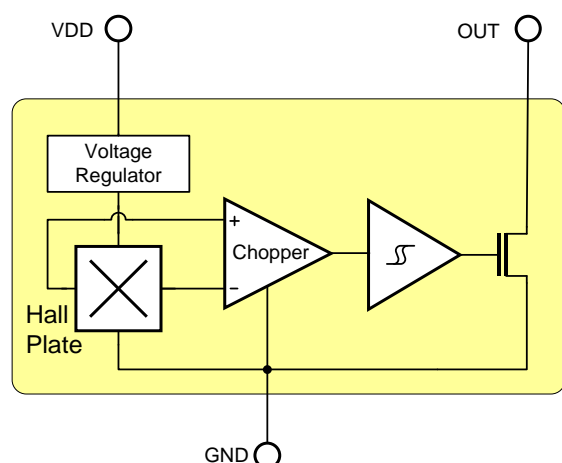 VDD
OUT
Voltage
Regulator
+
Chopper
−
Hall
Plate
GND